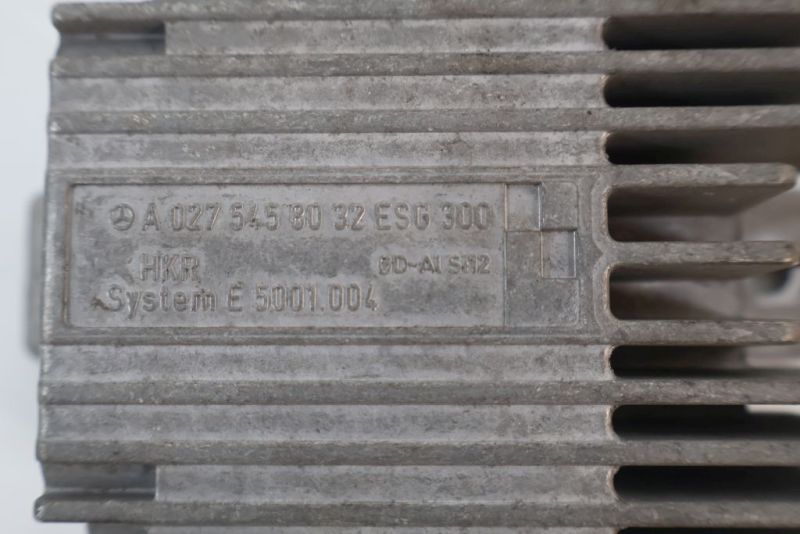 A 027 545 80 32 ESG 300
HKR GD-AlSi12
System E 5001.004